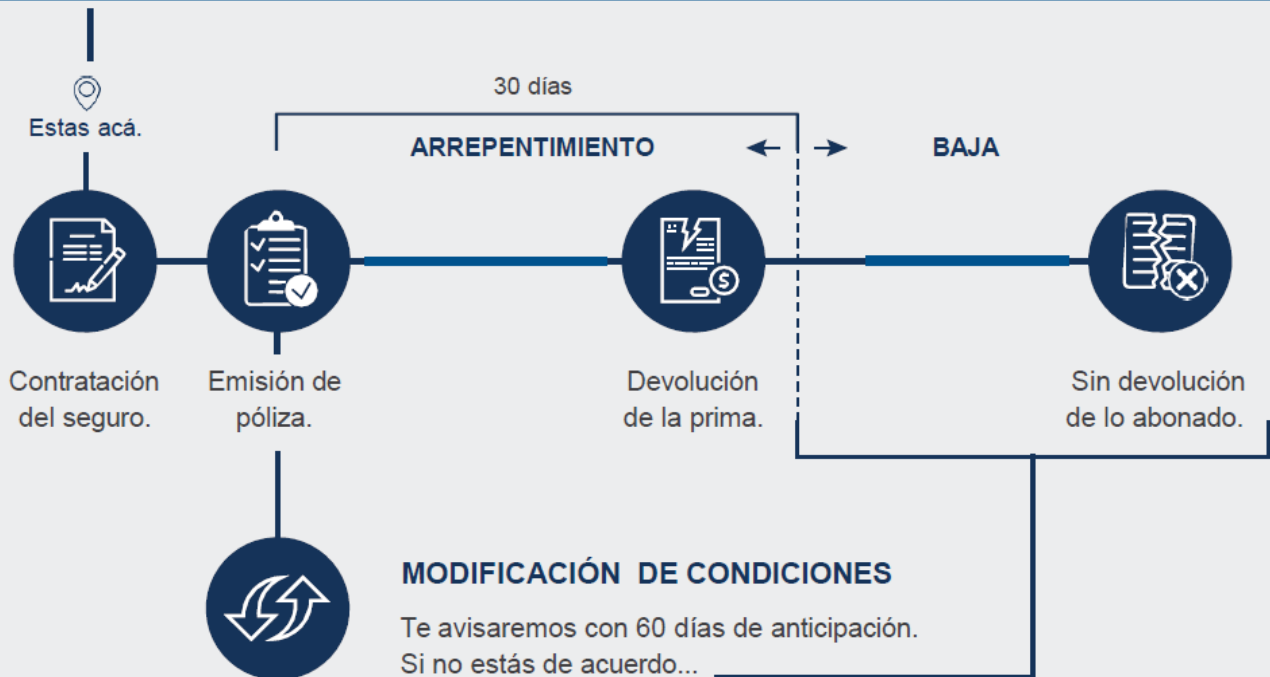 Estas acá.
30 días
ARREPENTIMIENTO
BAJA
Contratación
del seguro.
Emisión de
póliza.
Devolución
de la prima.
Sin devolución
de lo abonado.
MODIFICACIÓN DE CONDICIONES
Te avisaremos con 60 días de anticipación.
Si no estás de acuerdo...